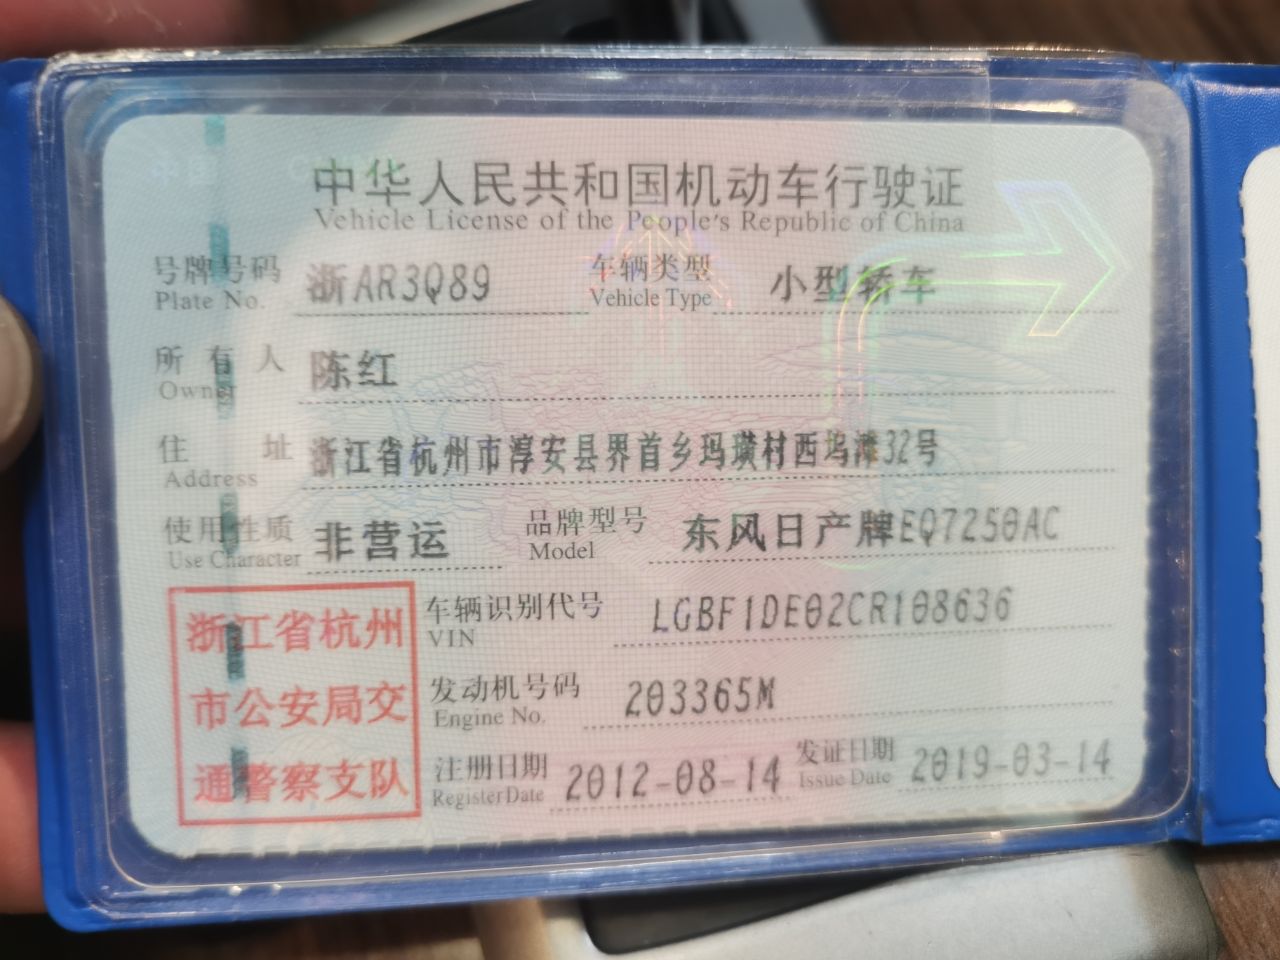 中华人民共和国机动车行驶证
Vehicle License of the People's Republic of China
号牌号码 浙AR3Q89 车辆类型 小型轿车
Plate No. Vehicle Type
所有人 陈红
Owner
住址 浙江省杭州市淳安县界首乡玛璜村西坞滩32号
Address
使用性质 非营运 品牌型号 东风日产牌EQ7250AC
Use Character Model
浙江省杭州 车辆识别代号 LGBF1DE02CR108636
VIN
市公安局交 发动机号码 203365M
Engine No.
通警察支队 注册日期 2012-08-14 发证日期 2019-03-14
Register Date Issue Date